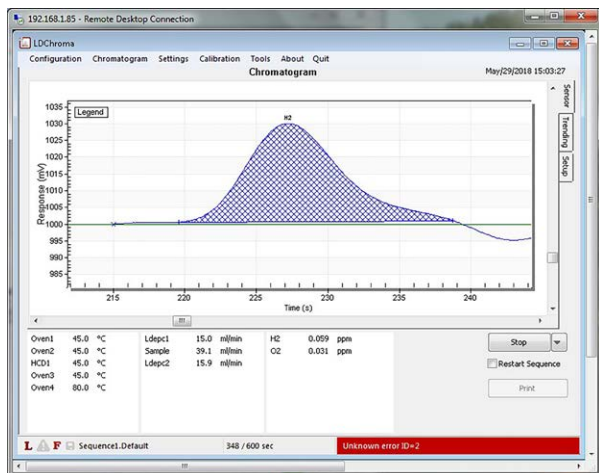 192.168.1.85 - Remote Desktop Connection
LDChroma
Configuration Chromatogram Settings Calibration Tools About Quit
Chromatogram May/29/2018 15:03:27
Sensor
Trending
Setup
Legend
H2
Response (mV)
1035
1030
1025
1020
1015
1010
1005
1000
995
990
985
215 220 225 230 235 240
Time (s)
Oven1 45.0 °C Ldepc1 15.0 ml/min H2 0.059 ppm
Oven2 45.0 °C Sample 39.1 ml/min O2 0.031 ppm
HCD1 45.0 °C Ldepc2 15.9 ml/min
Oven3 45.0 °C
Oven4 80.0 °C
Stop
Restart Sequence
Print
L F Sequence1.Default 348 / 600 sec Unknown error ID=2